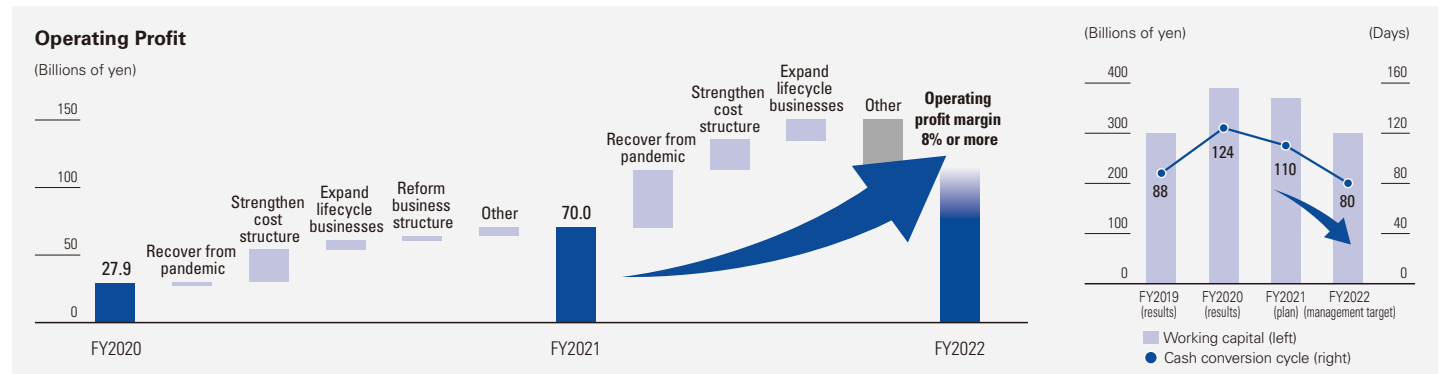 Operating Profit
(Billions of yen)
150
100
50
0
27.9
Recover from
pandemic
Strengthen
cost
structure
Expand
lifecycle
businesses
Reform
business
structure
Other
70.0
Recover from
pandemic
Strengthen
cost
structure
Expand
lifecycle
businesses
Other
Operating
profit margin
8% or more
FY2020
FY2021
FY2022
(Billions of yen)
(Days)
400
300
200
100
0
160
120
80
40
0
88
124
110
80
FY2019
(results)
FY2020
(results)
FY2021
(plan)
FY2022
(management target)
Working capital (left)
Cash conversion cycle (right)